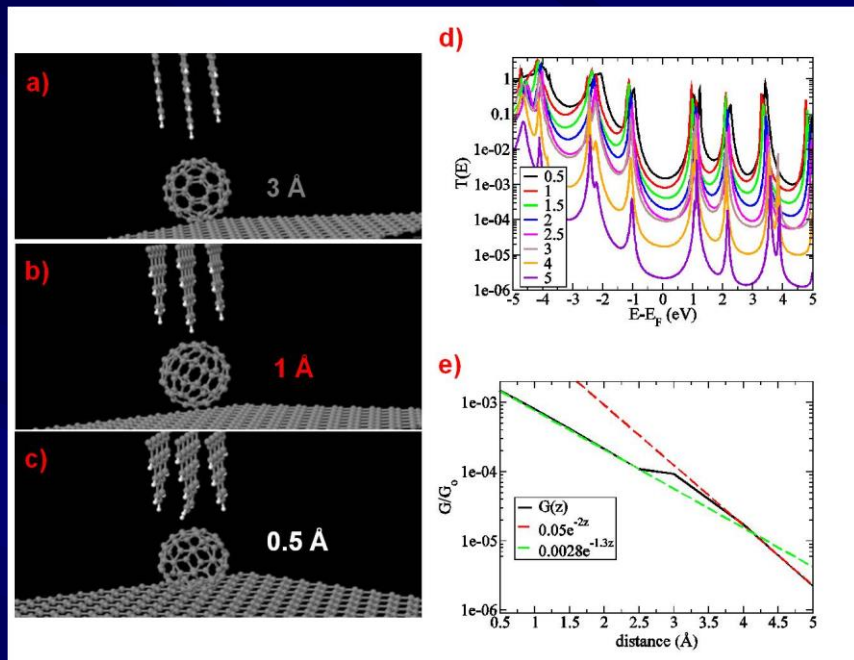 a)
3 Å
b)
1 Å
c)
0.5 Å
d)
1
0.1
1e-02
1e-03
1e-04
1e-05
1e-06
T(E)
0.5
1
1.5
2
2.5
3
4
5
-5 -4 -3 -2 -1 0 1 2 3 4 5
E-E_F (eV)
e)
1e-03
1e-04
1e-05
1e-06
G/G_o
G(z)
0.05e^-2z
0.0028e^-1.3z
0.5 1 1.5 2 2.5 3 3.5 4 4.5 5
distance (Å)